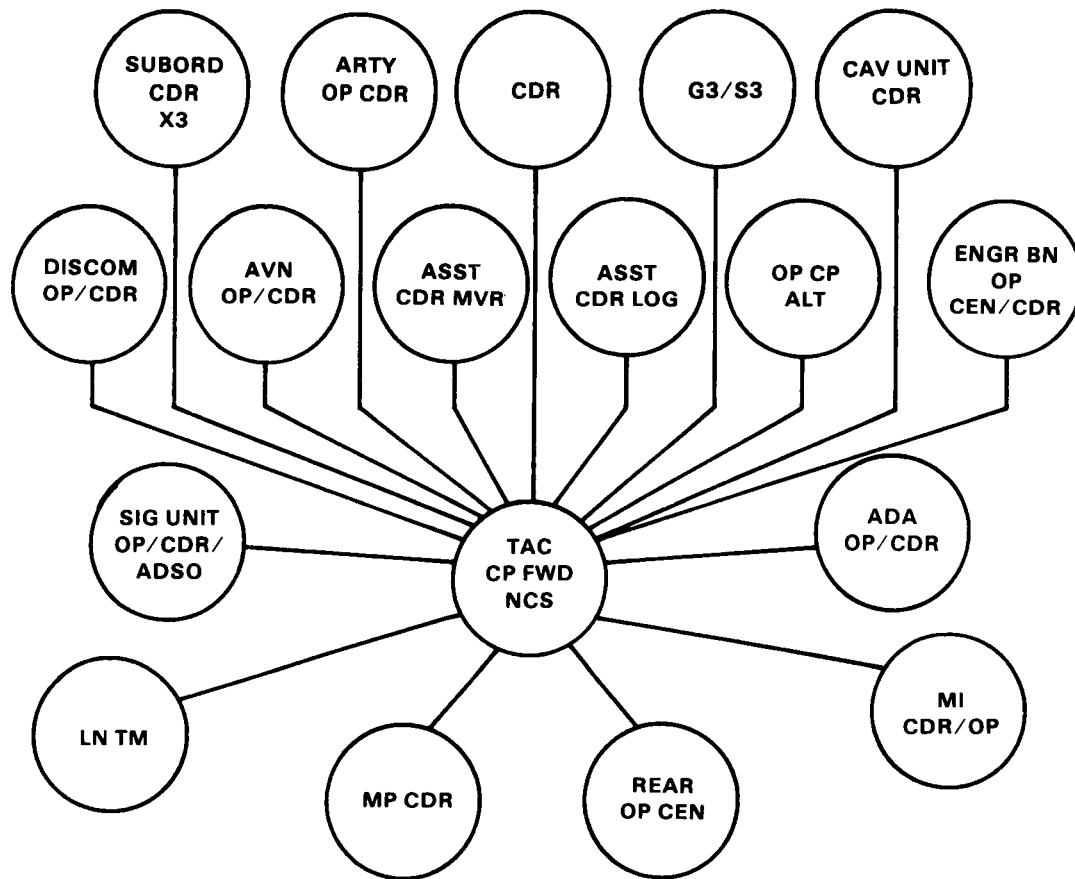 SUBORD
CDR
X3
ARTY
OP CDR
CDR
G3/S3
CAV UNIT
CDR
DISCOM
OP/CDR
AVN
OP/CDR
ASST
CDR MVR
ASST
CDR LOG
OP CP
ALT
ENGR BN
OP
CEN/CDR
SIG UNIT
OP/CDR/
ADSO
TAC
CP FWD
NCS
ADA
OP/CDR
LN TM
MP CDR
REAR
OP CEN
MI
CDR/OP